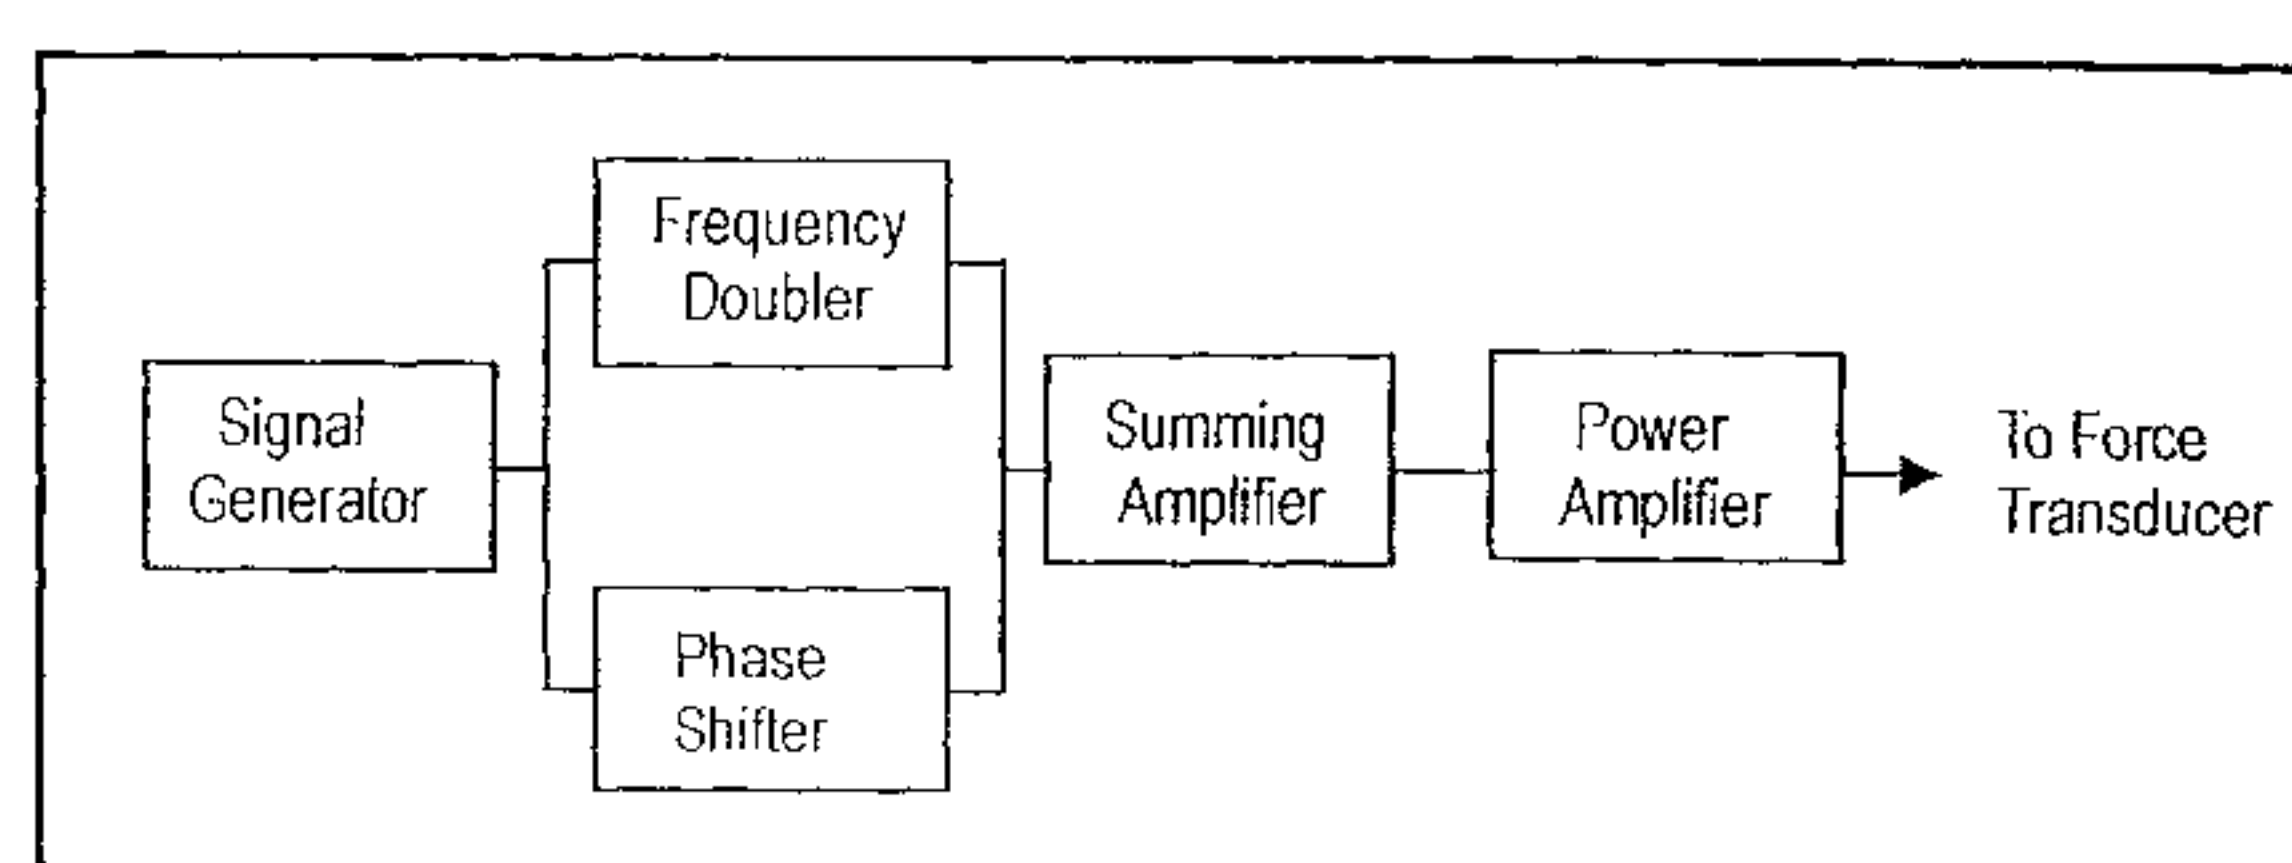 Frequency
Doubler
Signal
Generator
Summing
Amplifier
Power
Amplifier
To Force
Transducer
Phase
Shifter